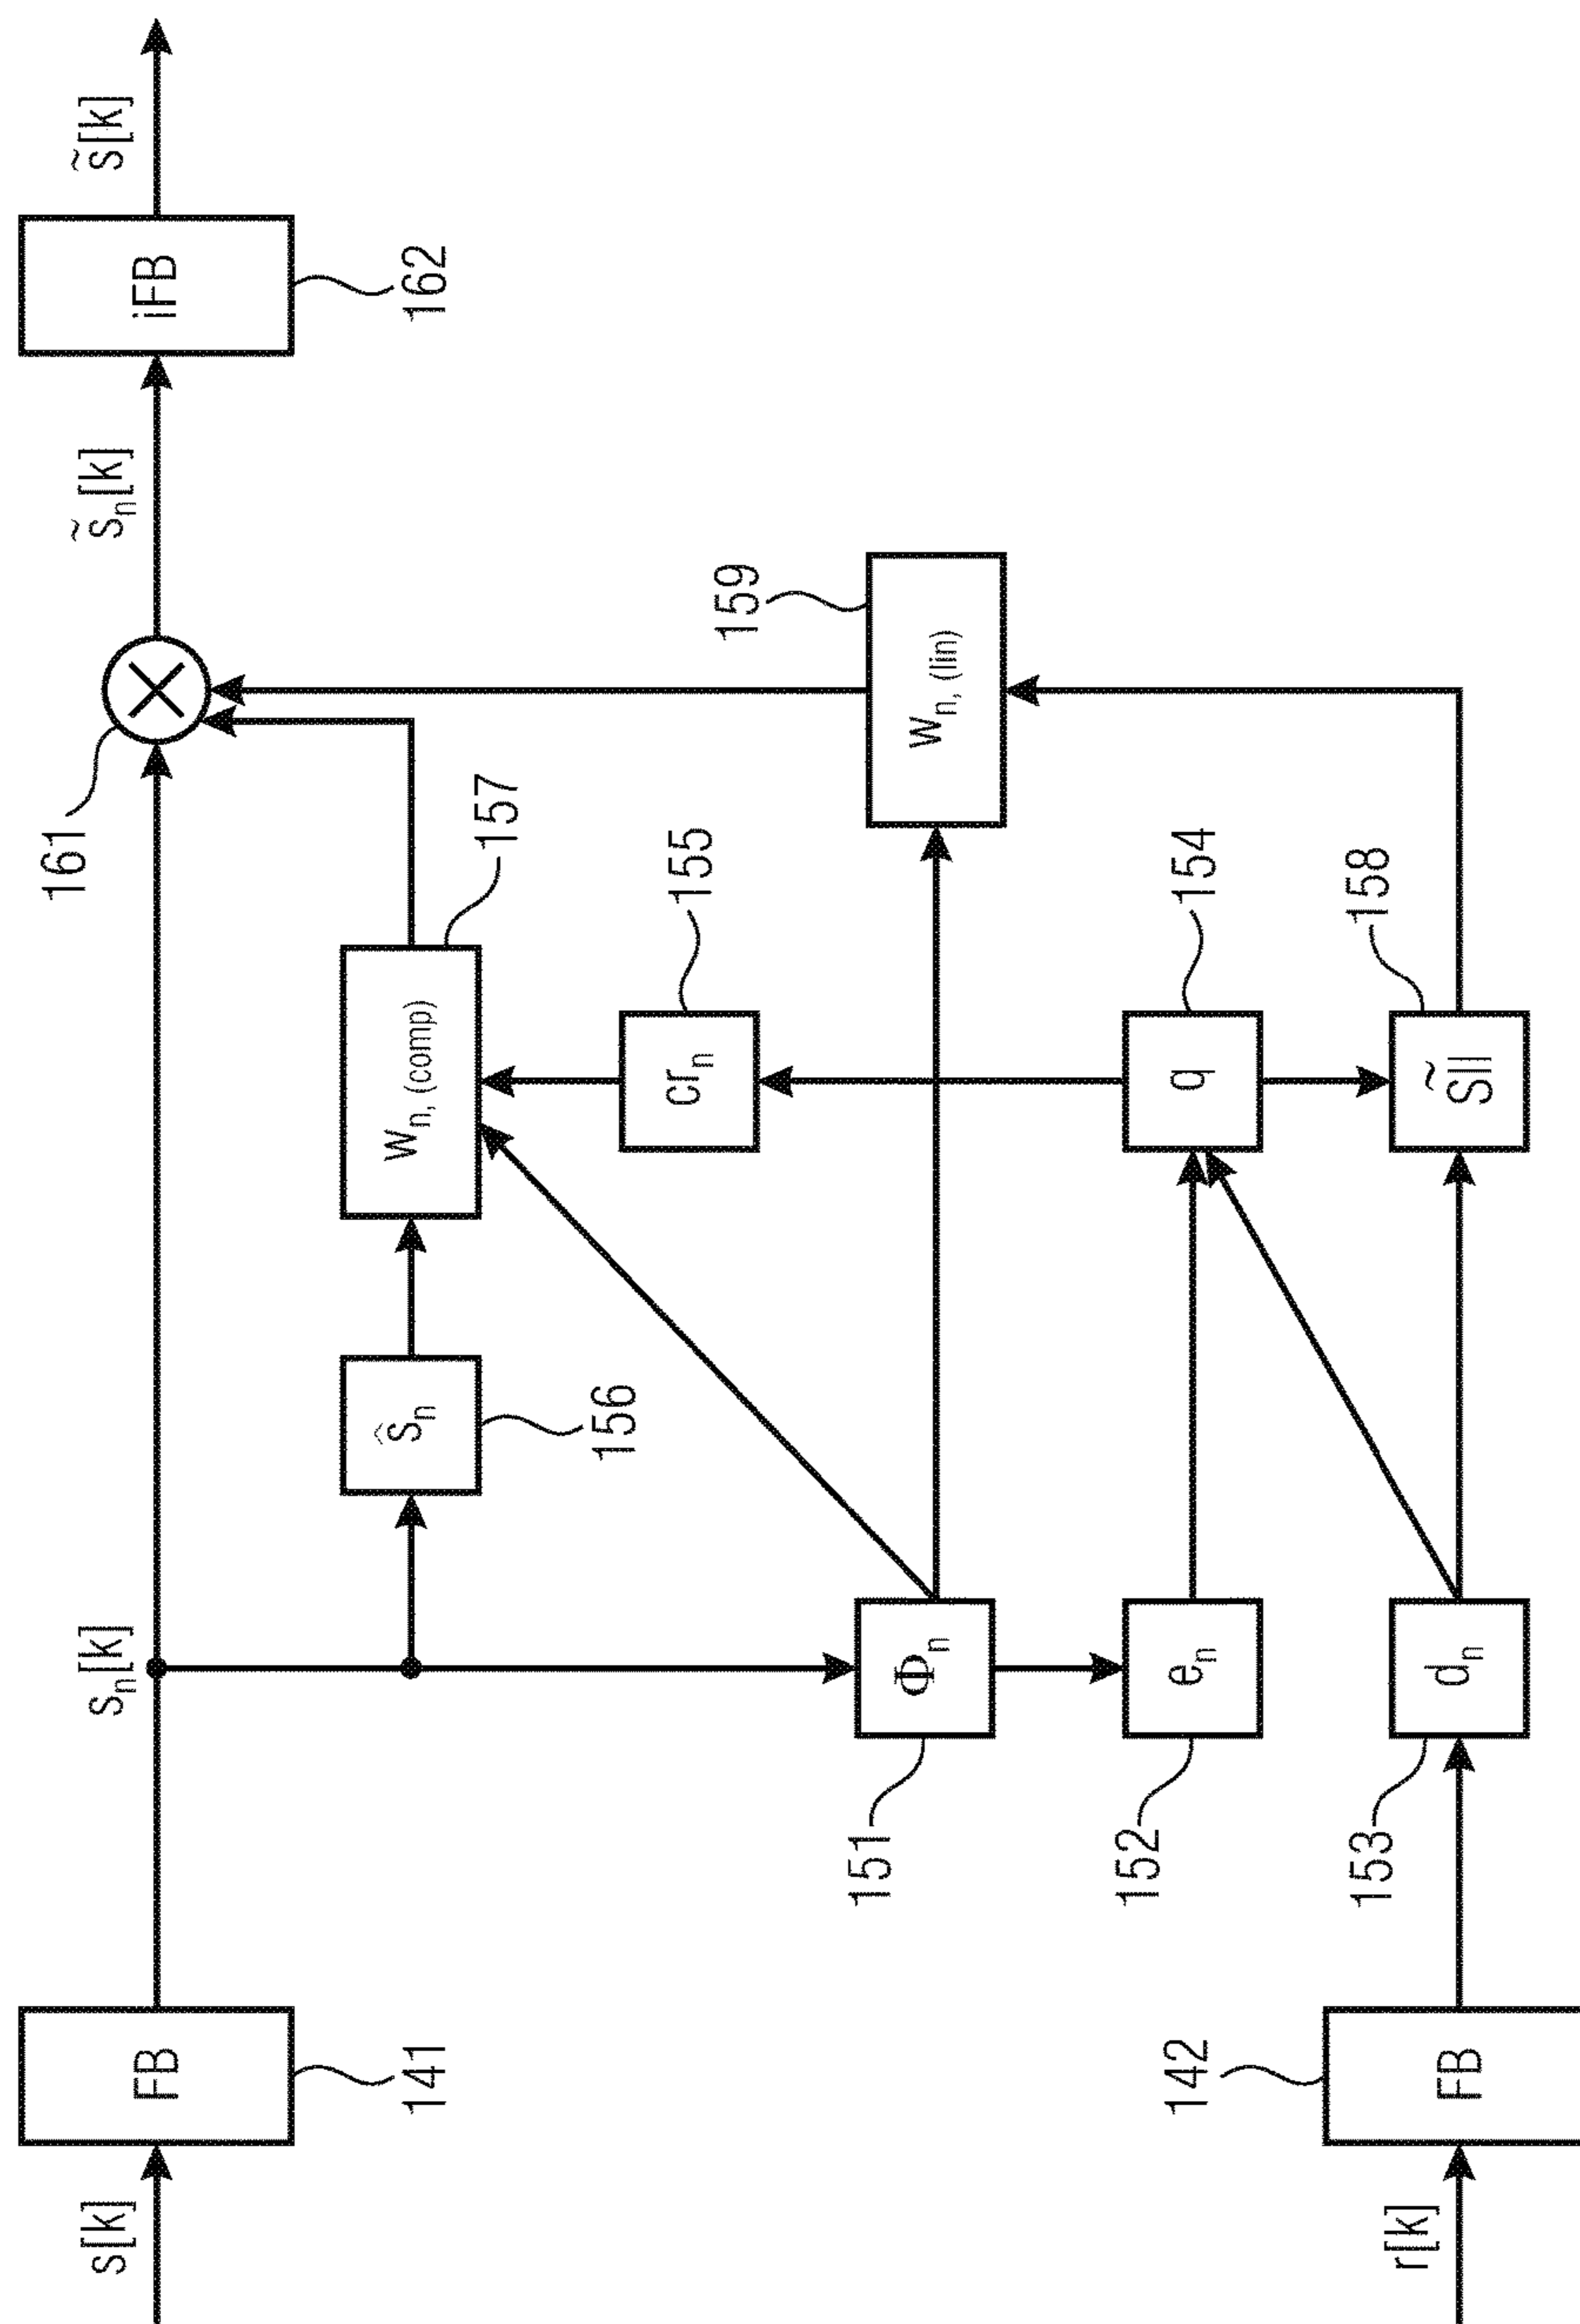 s[k]
FB
141
sₙ[k]
161
s̃ₙ[k]
iFB
162
s̃[k]
ŝₙ
156
wₙ, (comp)
157
crₙ
155
159
wₙ, (lin)
Φₙ
151
eₙ
152
q
154
r[k]
FB
142
dₙ
153
s̃||
158